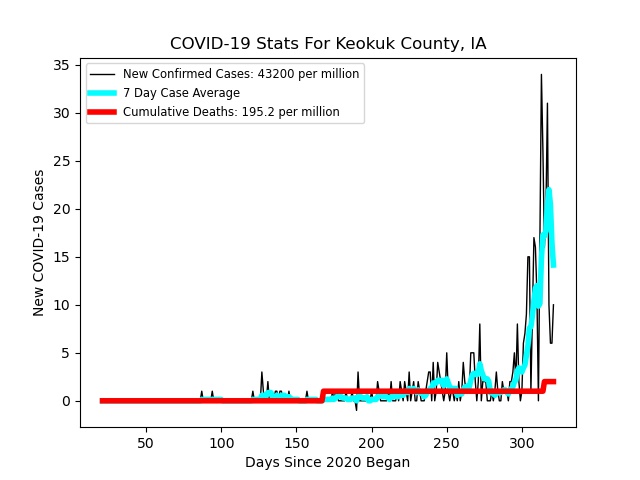 COVID-19 Stats For Keokuk County, IA
New Confirmed Cases: 43200 per million
7 Day Case Average
Cumulative Deaths: 195.2 per million
New COVID-19 Cases
35
30
25
20
15
10
5
0
50 100 150 200 250 300
Days Since 2020 Began